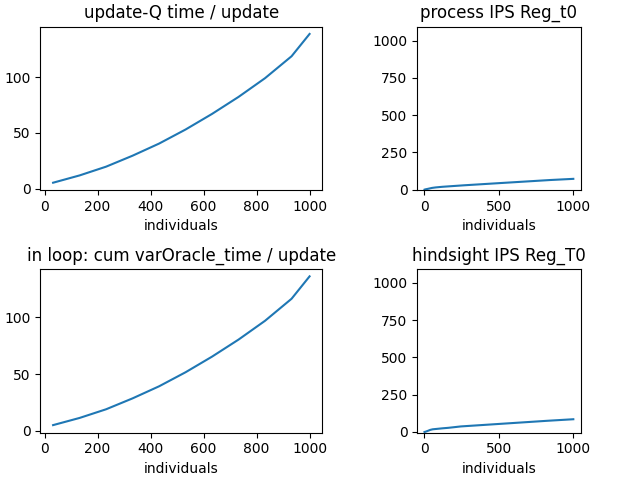 update-Q time / update
100
50
0
0 200 400 600 800 1000
individuals
process IPS Reg_t0
1000
750
500
250
0
0 500 1000
individuals
in loop: cum varOracle_time / update
100
50
0
0 200 400 600 800 1000
individuals
hindsight IPS Reg_T0
1000
750
500
250
0
0 500 1000
individuals